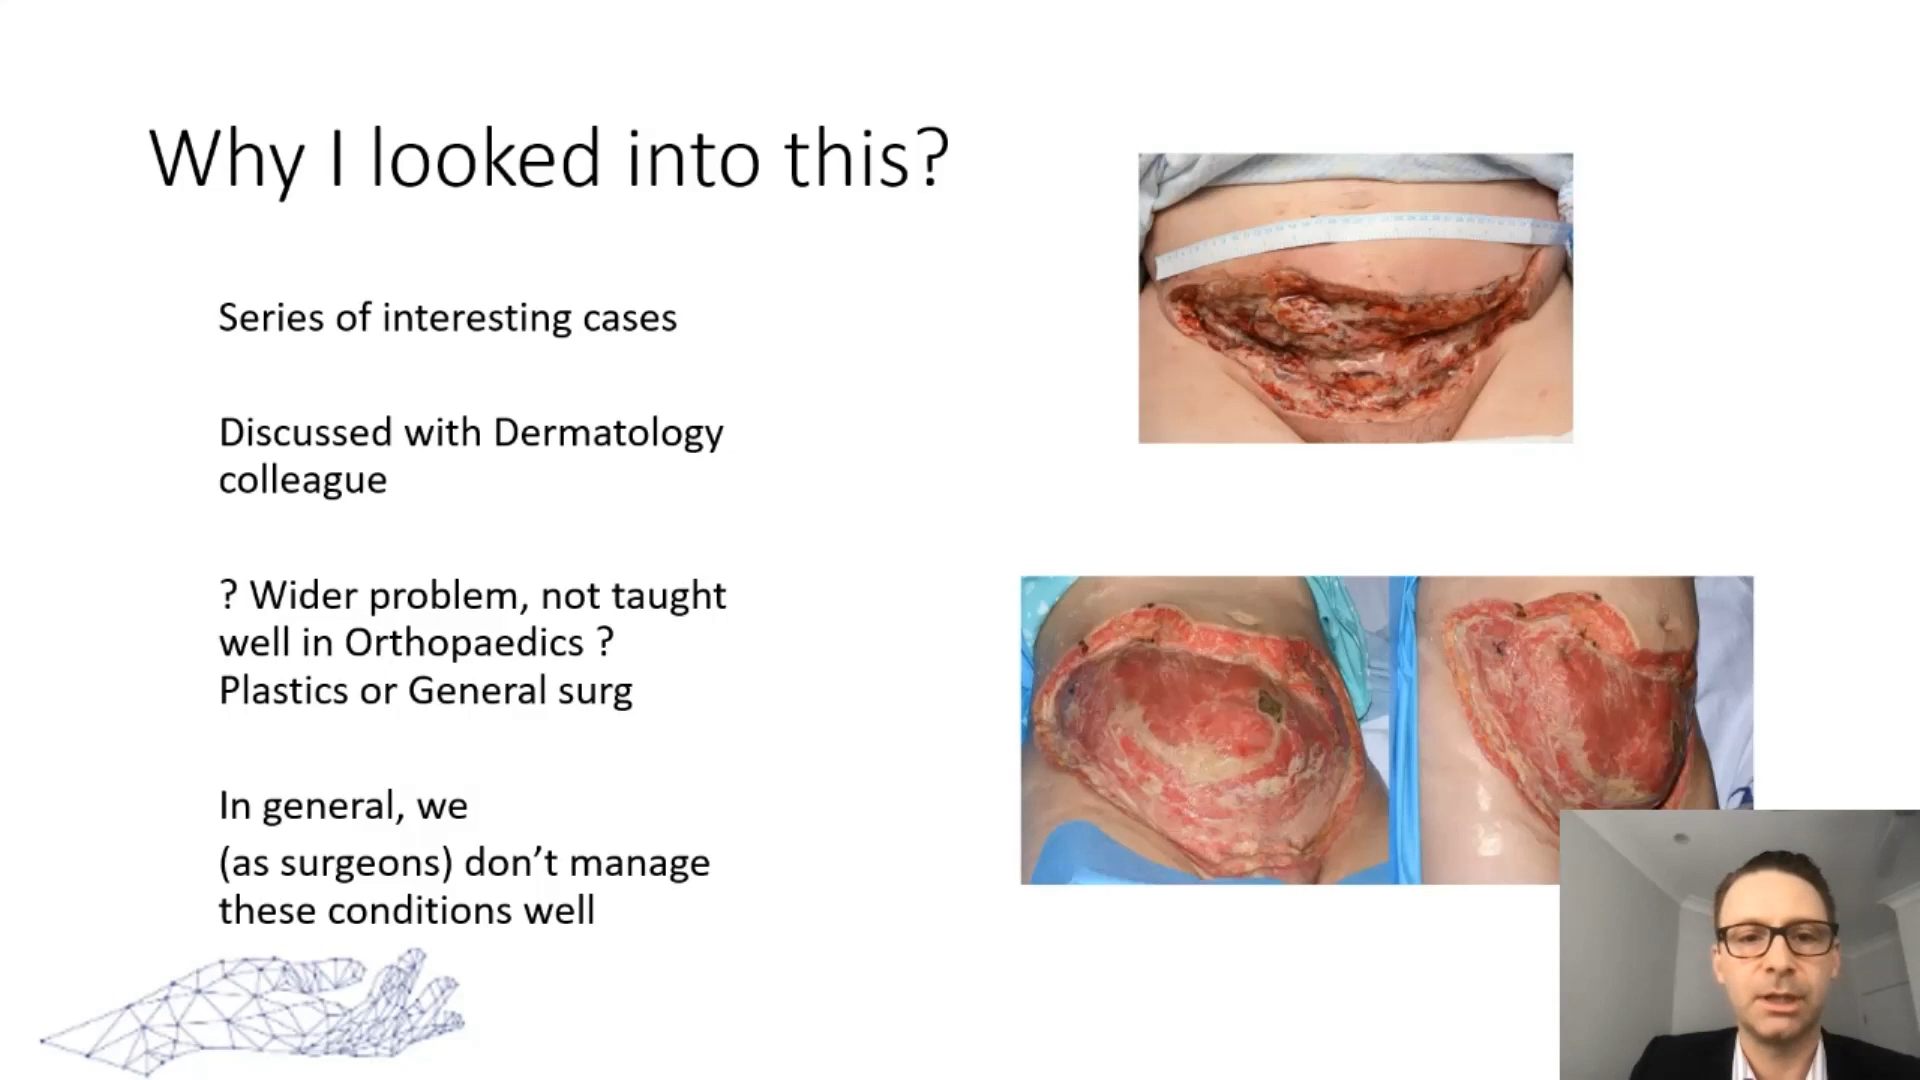 Why I looked into this?
Series of interesting cases
Discussed with Dermatology
colleague
? Wider problem, not taught
well in Orthopaedics ?
Plastics or General surg
In general, we
(as surgeons) don’t manage
these conditions well